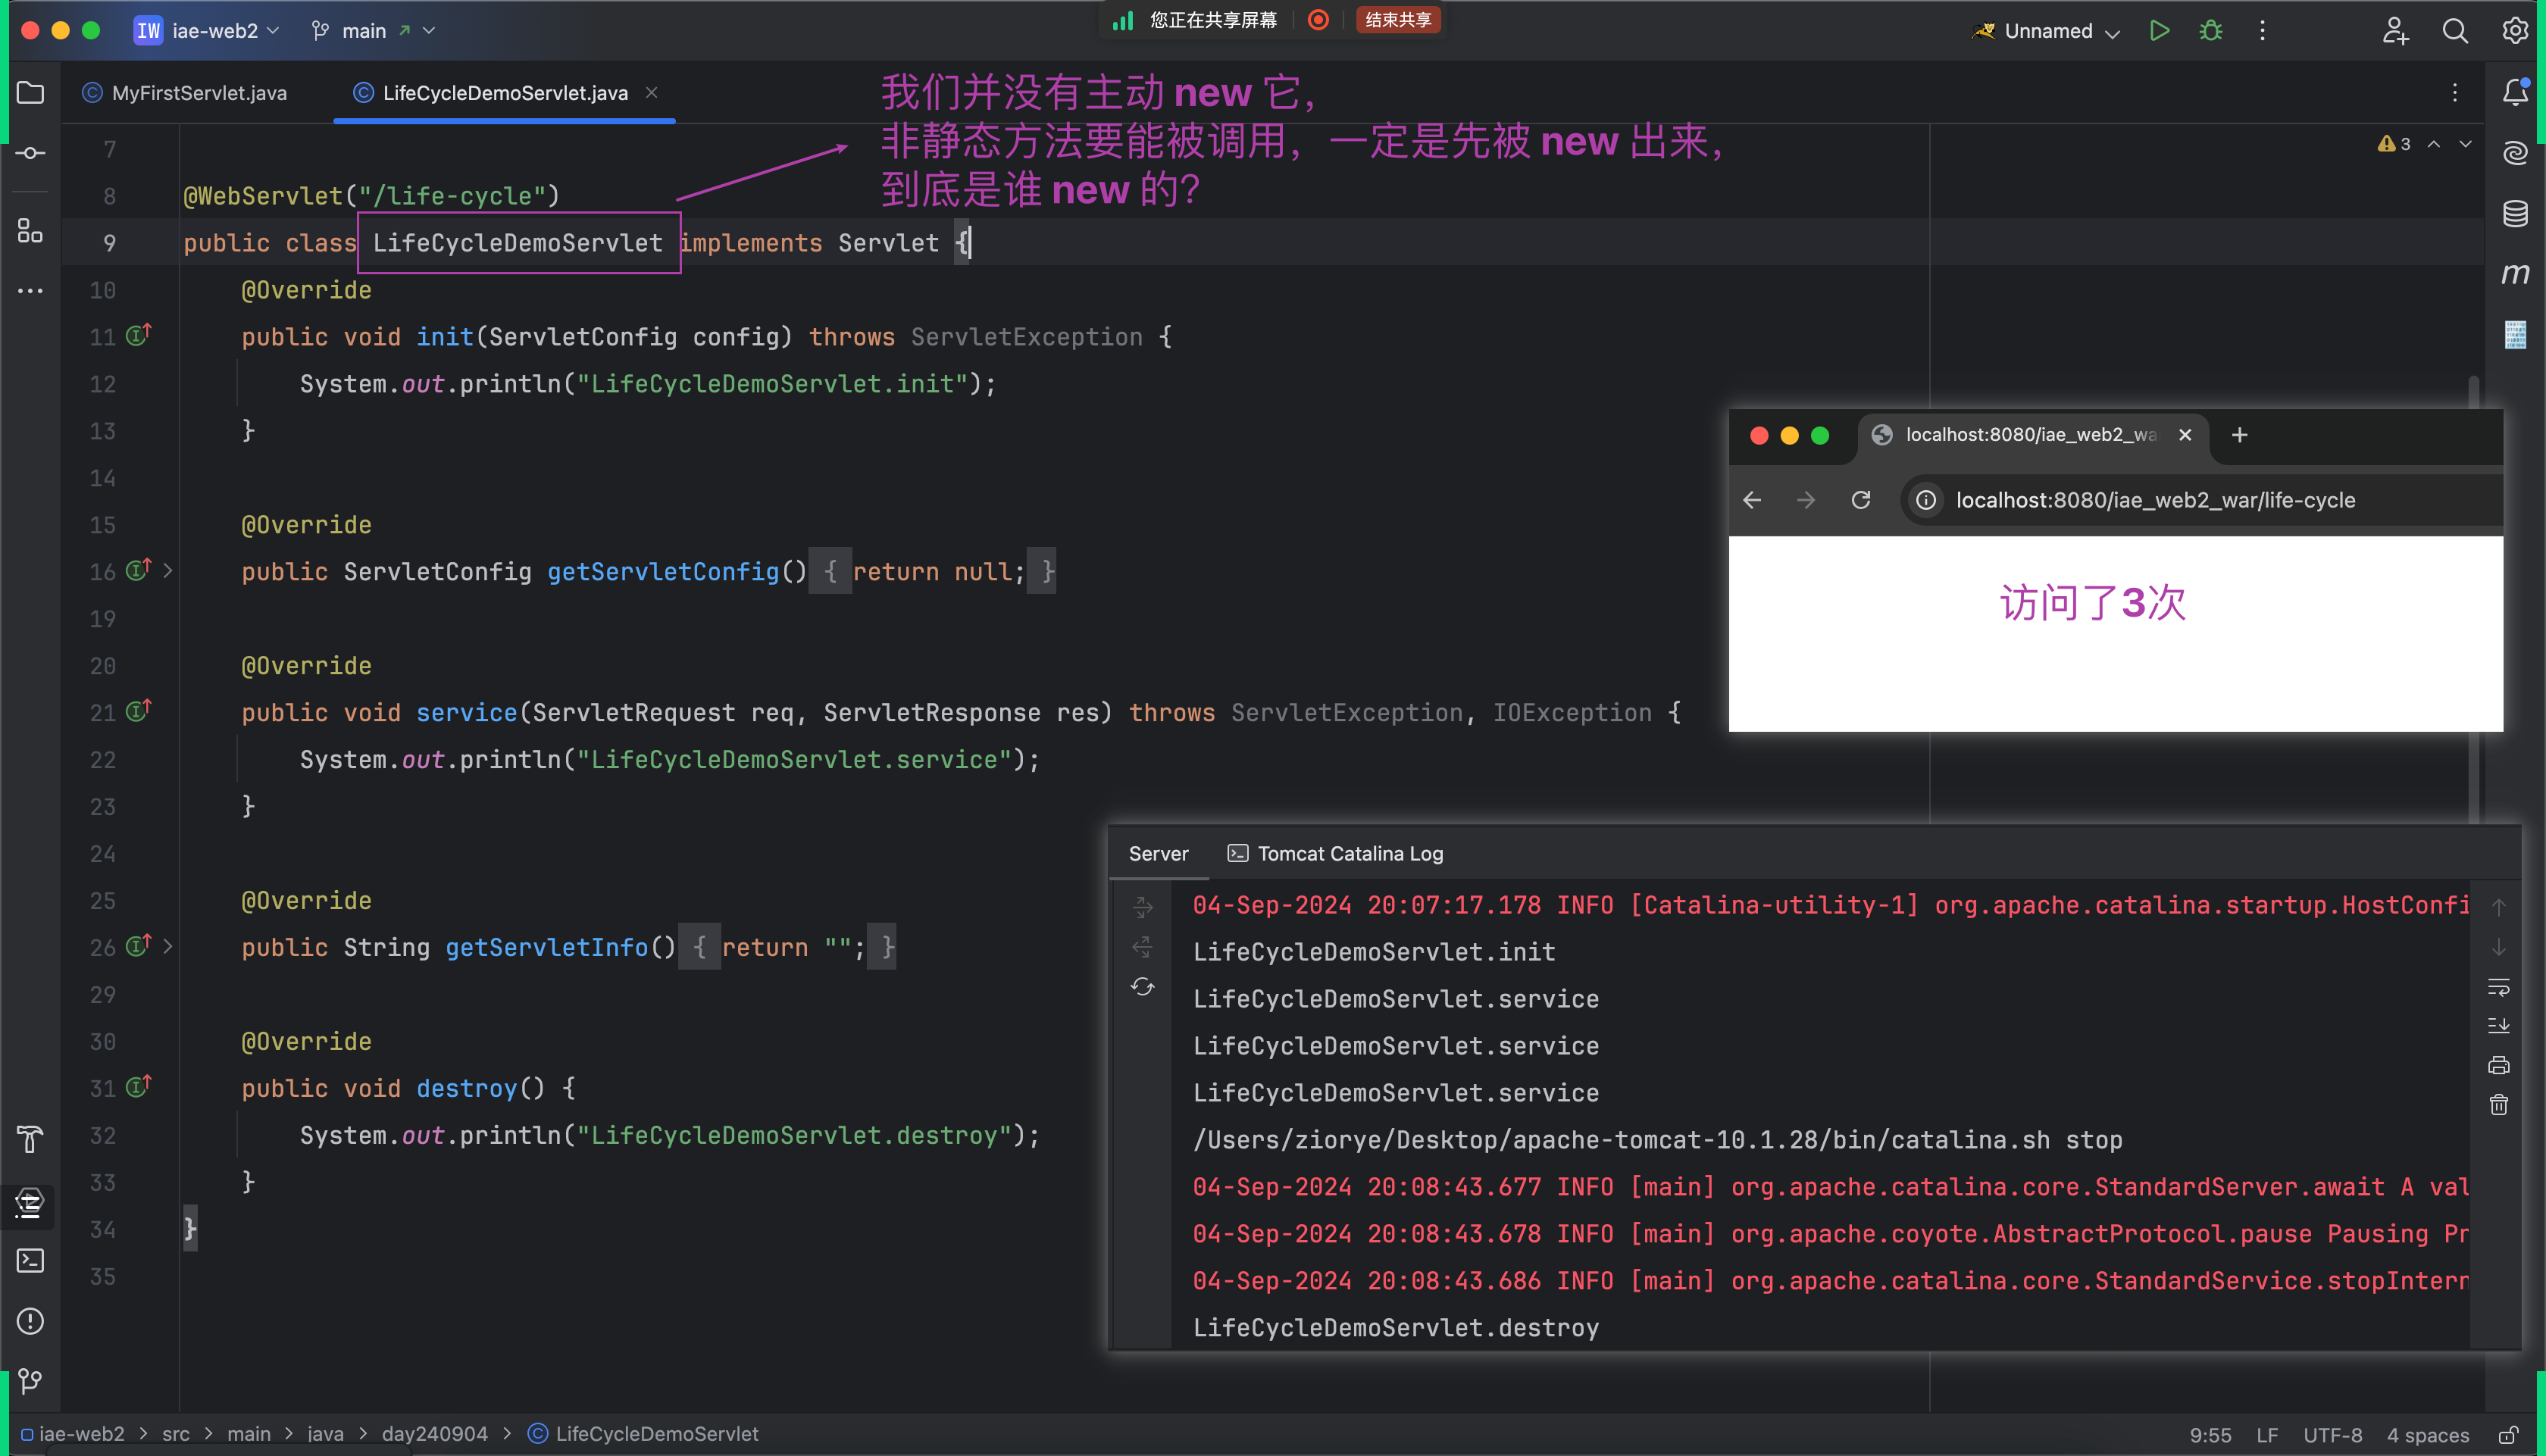 IW iae-web2 main
您正在共享屏幕 结束共享
Unnamed
MyFirstServlet.java
LifeCycleDemoServlet.java
我们并没有主动 new 它，
非静态方法要能被调用，一定是先被 new 出来，
到底是谁 new 的？
3
7
8 @WebServlet("/life-cycle")
9 public class LifeCycleDemoServlet implements Servlet {
10 @Override
11 public void init(ServletConfig config) throws ServletException {
12 System.out.println("LifeCycleDemoServlet.init");
13 }
14
15 @Override
16 public ServletConfig getServletConfig() { return null; }
19
20 @Override
21 public void service(ServletRequest req, ServletResponse res) throws ServletException, IOException {
22 System.out.println("LifeCycleDemoServlet.service");
23 }
24
25 @Override
26 public String getServletInfo() { return ""; }
29
30 @Override
31 public void destroy() {
32 System.out.println("LifeCycleDemoServlet.destroy");
33 }
34 }
35
localhost:8080/iae_web2_wa
localhost:8080/iae_web2_war/life-cycle
访问了3次
Server Tomcat Catalina Log
04-Sep-2024 20:07:17.178 INFO [Catalina-utility-1] org.apache.catalina.startup.HostConfi
LifeCycleDemoServlet.init
LifeCycleDemoServlet.service
LifeCycleDemoServlet.service
LifeCycleDemoServlet.service
/Users/ziorye/Desktop/apache-tomcat-10.1.28/bin/catalina.sh stop
04-Sep-2024 20:08:43.677 INFO [main] org.apache.catalina.core.StandardServer.await A val
04-Sep-2024 20:08:43.678 INFO [main] org.apache.coyote.AbstractProtocol.pause Pausing Pr
04-Sep-2024 20:08:43.686 INFO [main] org.apache.catalina.core.StandardService.stopIntern
LifeCycleDemoServlet.destroy
iae-web2 > src > main > java > day240904 > LifeCycleDemoServlet
9:55 LF UTF-8 4 spaces